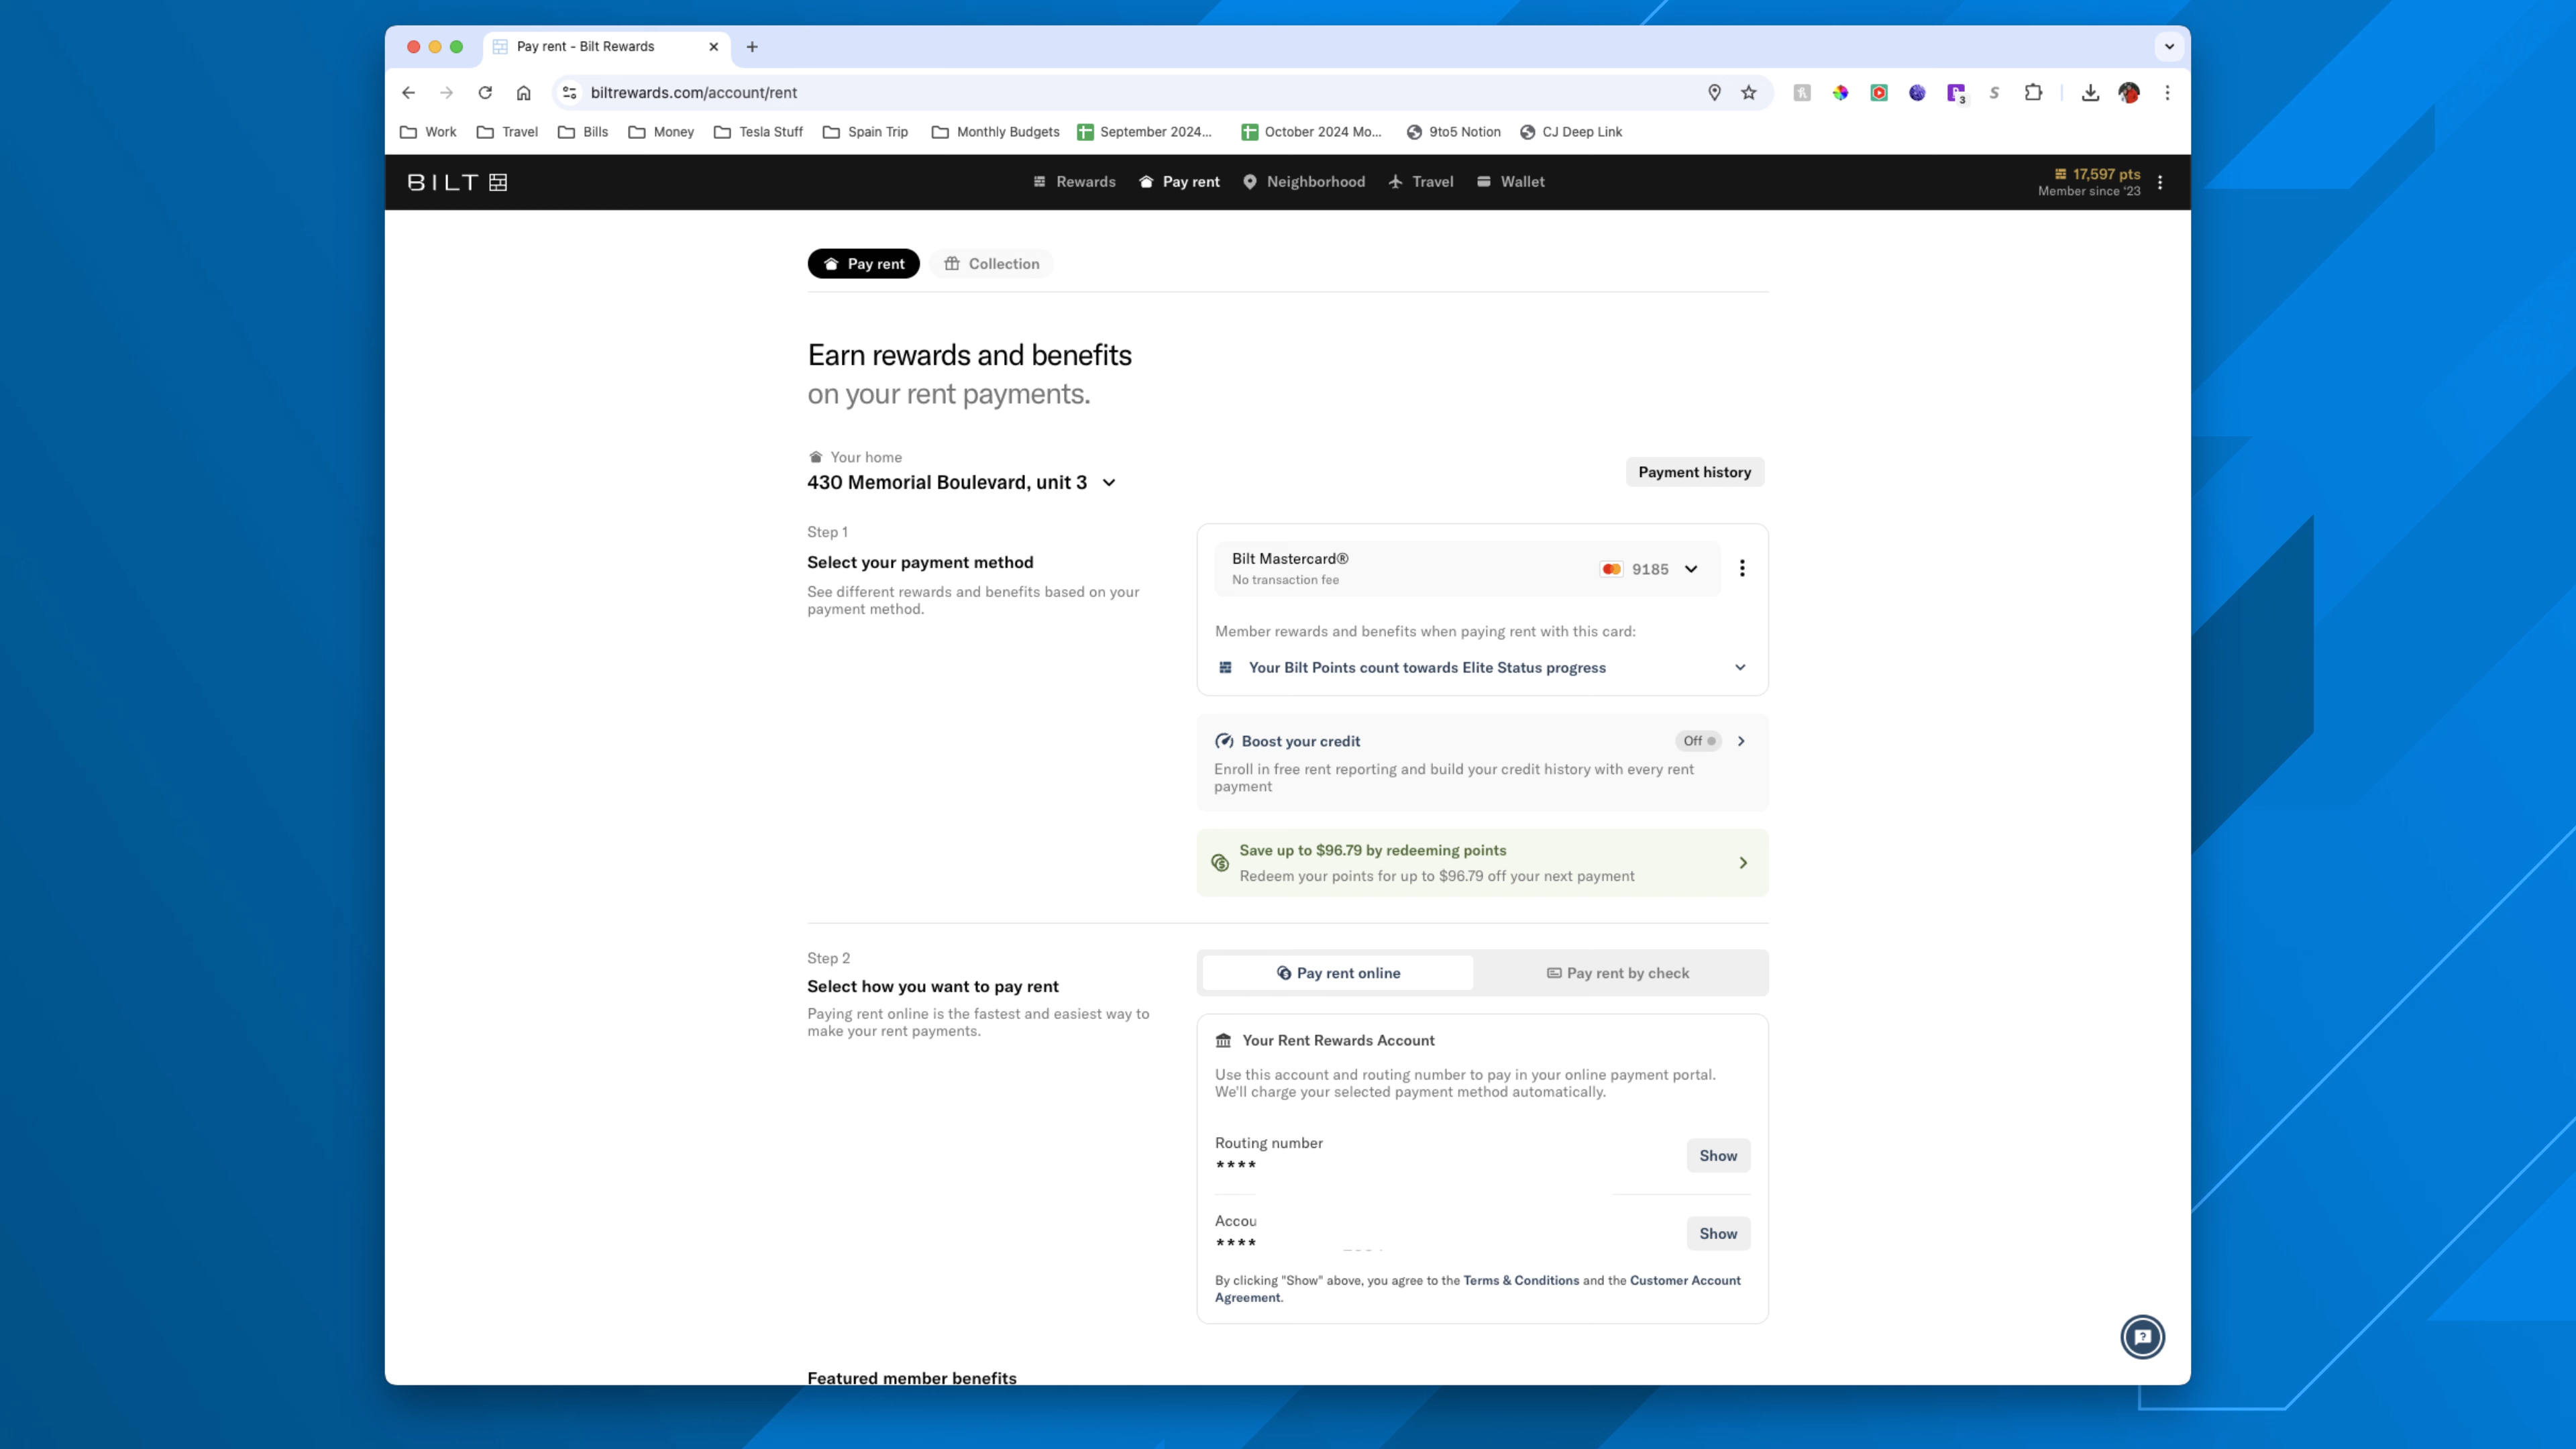 Pay rent - Bilt Rewards
biltrewards.com/account/rent
3
Work Travel Bills Money Tesla Stuff Spain Trip Monthly Budgets September 2024... October 2024 Mo... 9to5 Notion CJ Deep Link
BILT
Rewards Pay rent Neighborhood Travel Wallet
17,597 pts
Member since '23
Pay rent Collection
Earn rewards and benefits
on your rent payments.
Your home
430 Memorial Boulevard, unit 3
Payment history
Step 1
Select your payment method
See different rewards and benefits based on your
payment method.
Bilt Mastercard®
No transaction fee
9185
Member rewards and benefits when paying rent with this card:
Your Bilt Points count towards Elite Status progress
Boost your credit
Off
Enroll in free rent reporting and build your credit history with every rent
payment
Save up to $96.79 by redeeming points
Redeem your points for up to $96.79 off your next payment
Step 2
Select how you want to pay rent
Paying rent online is the fastest and easiest way to
make your rent payments.
Pay rent online Pay rent by check
Your Rent Rewards Account
Use this account and routing number to pay in your online payment portal.
We'll charge your selected payment method automatically.
Routing number
****
Show
Accou
****
Show
By clicking "Show" above, you agree to the Terms & Conditions and the Customer Account
Agreement.
Featured member benefits